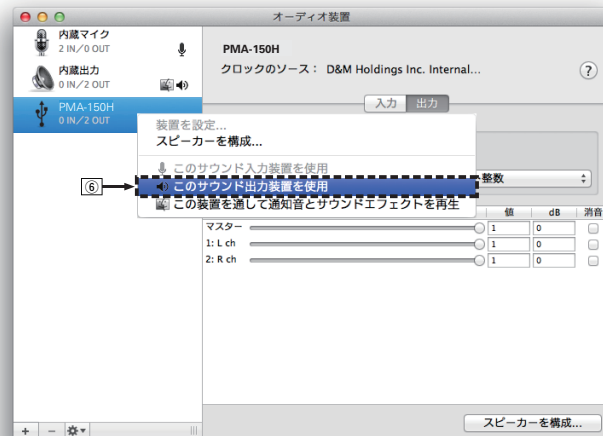 オーディオ装置
内蔵マイク
2 IN/0 OUT
内蔵出力
0 IN/2 OUT
PMA-150H
0 IN/2 OUT
PMA-150H
クロックのソース： D&M Holdings Inc. Internal...
?
入力 出力
装置を設定...
スピーカーを構成...
このサウンド入力装置を使用
⑥ このサウンド出力装置を使用
この装置を通して通知音とサウンドエフェクトを再生
整数
値 dB 消音
マスター 1 0
1: L ch 1 0
2: R ch 1 0
+ −
スピーカーを構成...